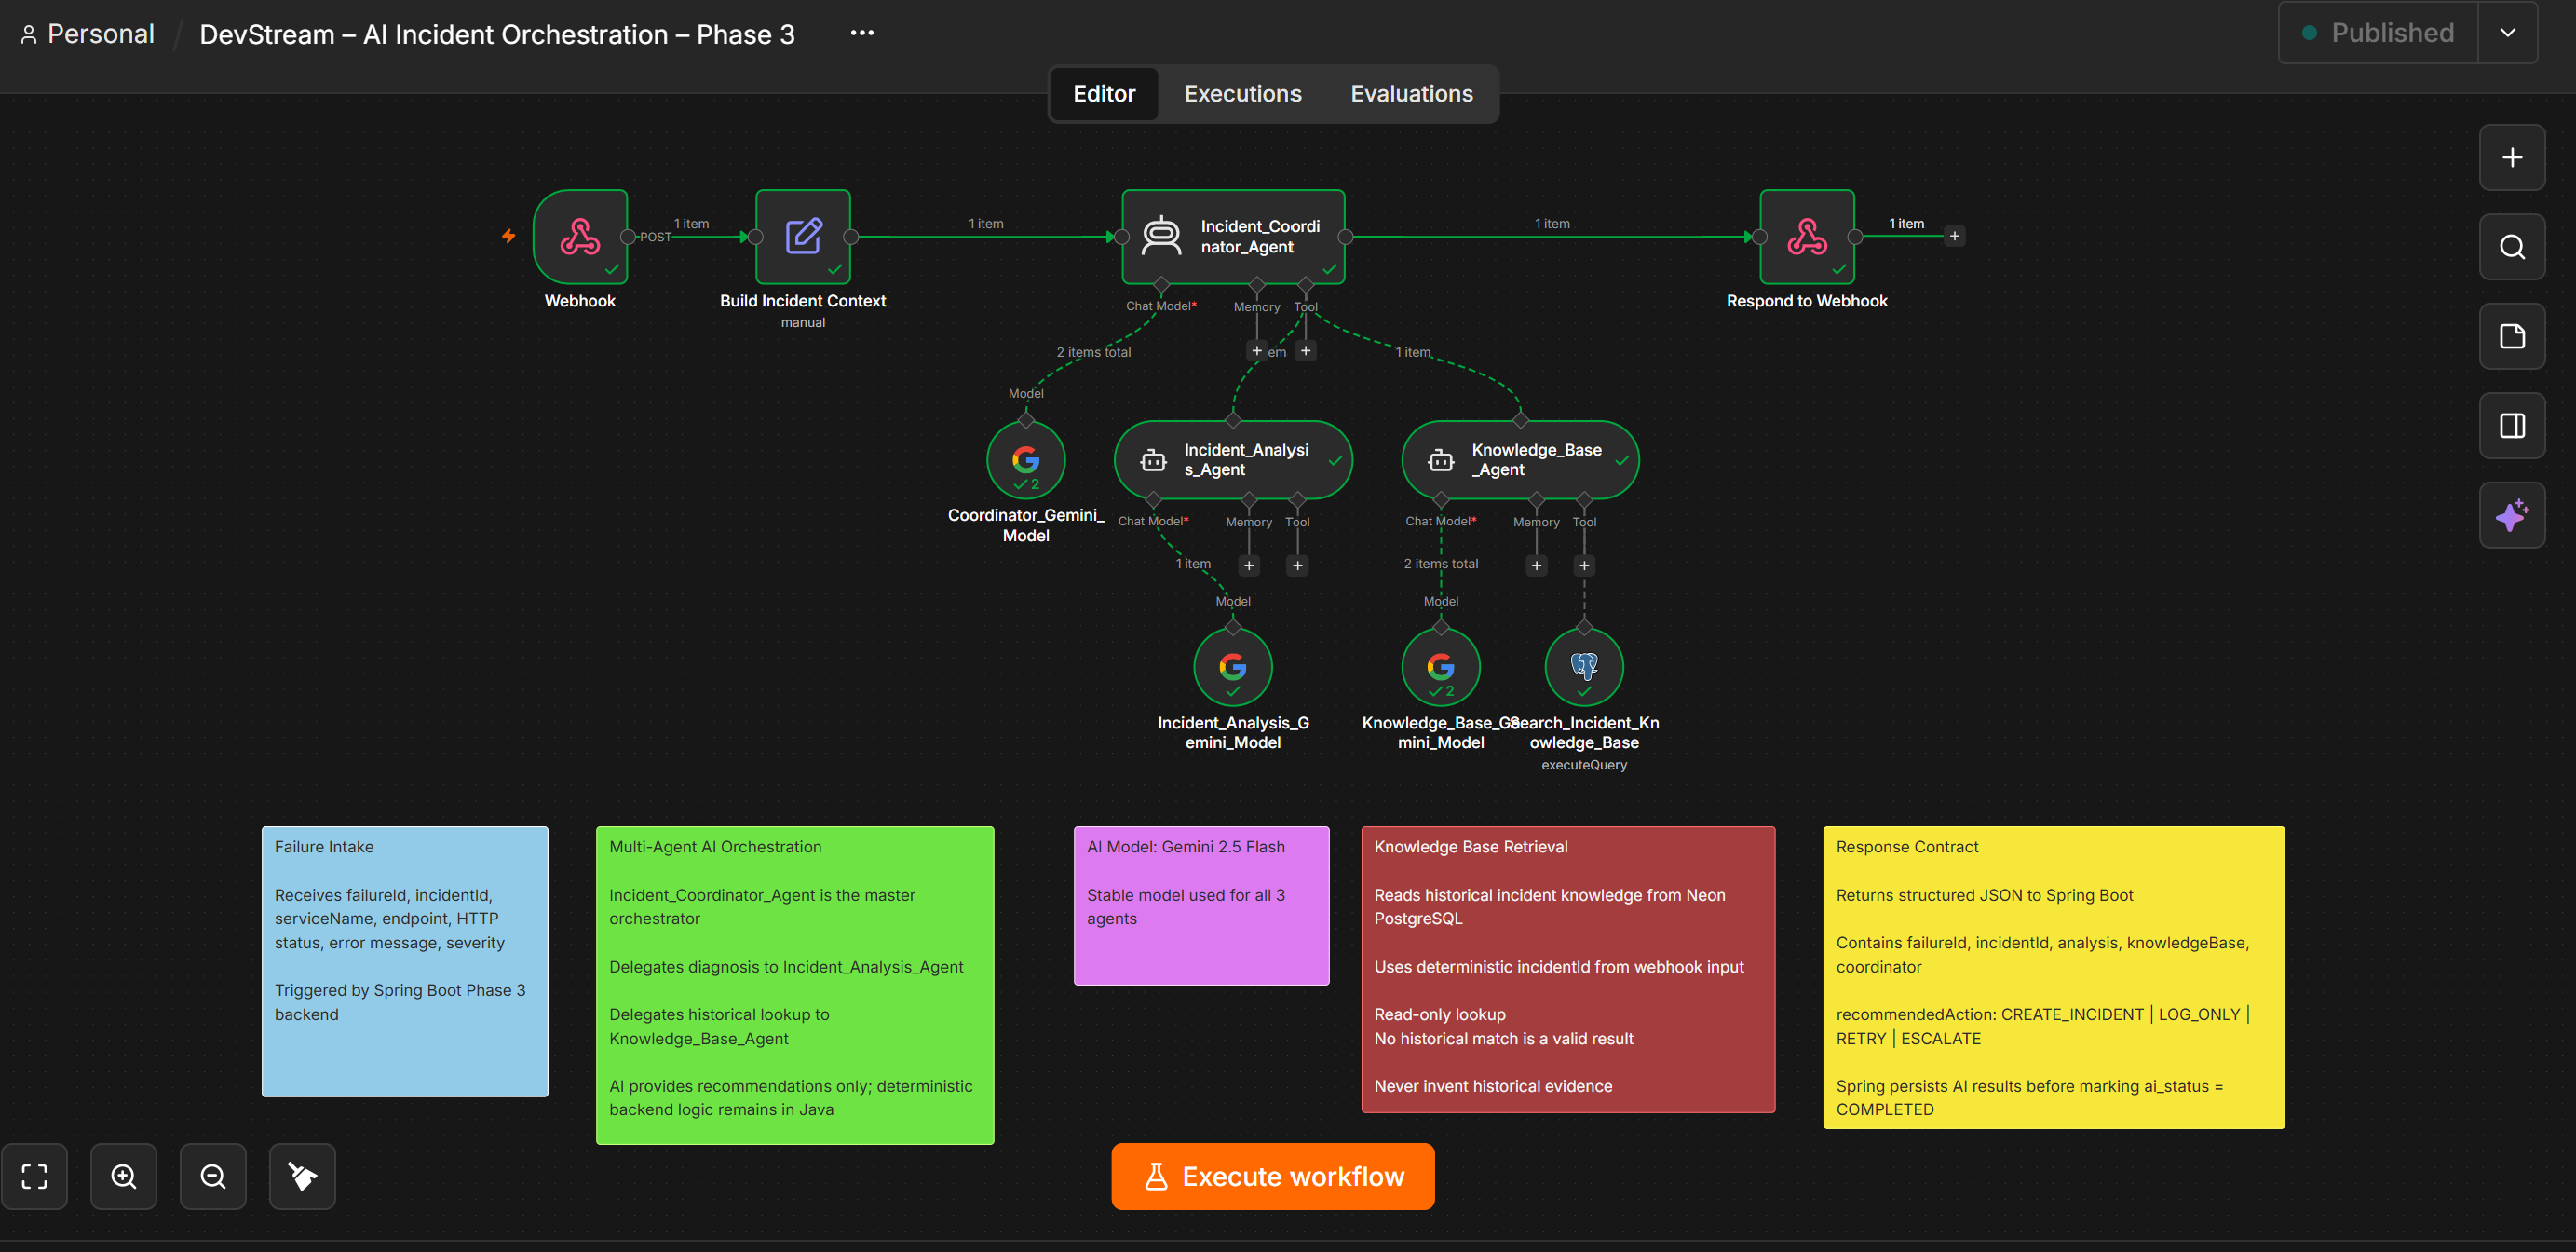 Personal / DevStream – AI Incident Orchestration – Phase 3 ...
Published
Editor Executions Evaluations
POST
1 item
1 item
1 item
1 item
Incident_Coordi
nator_Agent
Webhook
Build Incident Context
manual
Respond to Webhook
Chat Model*
Memory
Tool
2 items total
em
1 item
Model
Incident_Analysi
s_Agent
Knowledge_Base
_Agent
2
Coordinator_Gemini_
Model
Chat Model*
Memory
Tool
Chat Model*
Memory
Tool
1 item
2 items total
Model
Model
2
Incident_Analysis_G
emini_Model
Knowledge_Base_Ge
mini_Model
Search_Incident_Kn
owledge_Base
executeQuery
Failure Intake
Receives failureId, incidentId,
serviceName, endpoint, HTTP
status, error message, severity
Triggered by Spring Boot Phase 3
backend
Multi-Agent AI Orchestration
Incident_Coordinator_Agent is the master
orchestrator
Delegates diagnosis to Incident_Analysis_Agent
Delegates historical lookup to
Knowledge_Base_Agent
AI provides recommendations only; deterministic
backend logic remains in Java
AI Model: Gemini 2.5 Flash
Stable model used for all 3
agents
Knowledge Base Retrieval
Reads historical incident knowledge from Neon
PostgreSQL
Uses deterministic incidentId from webhook input
Read-only lookup
No historical match is a valid result
Never invent historical evidence
Response Contract
Returns structured JSON to Spring Boot
Contains failureId, incidentId, analysis, knowledgeBase,
coordinator
recommendedAction: CREATE_INCIDENT | LOG_ONLY |
RETRY | ESCALATE
Spring persists AI results before marking ai_status =
COMPLETED
Execute workflow